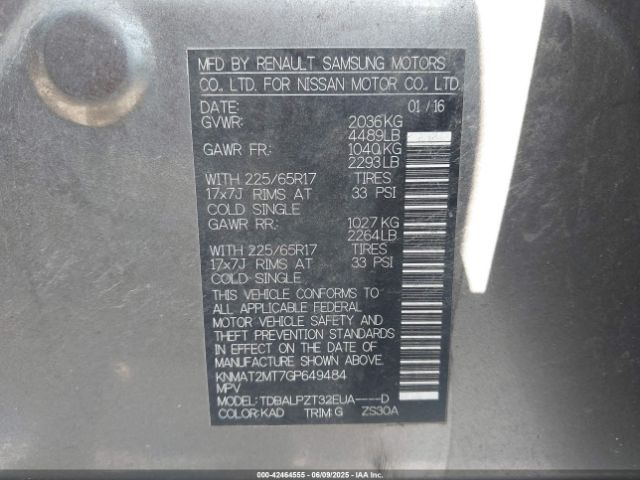 MFD BY RENAULT SAMSUNG MOTORS
CO., LTD. FOR NISSAN MOTOR CO., LTD.
DATE: 01 / 16
GVWR: 2036KG
4489LB
GAWR FR: 1040KG
2293LB
WITH 225/65R17 TIRES
17x7J RIMS AT 33 PSI
COLD SINGLE
GAWR RR: 1027KG
2264LB
WITH 225/65R17 TIRES
17x7J RIMS AT 33 PSI
COLD SINGLE
THIS VEHICLE CONFORMS TO
ALL APPLICABLE FEDERAL
MOTOR VEHICLE SAFETY AND
THEFT PREVENTION STANDARDS
IN EFFECT ON THE DATE OF
MANUFACTURE SHOWN ABOVE.
KNMAT2MT7GP649484
MPV
MODEL: TDBALPZT32EUA----D
COLOR: KAD TRIM: G ZS30A
000-42464555 - 06/09/2025 - IAAI.COM